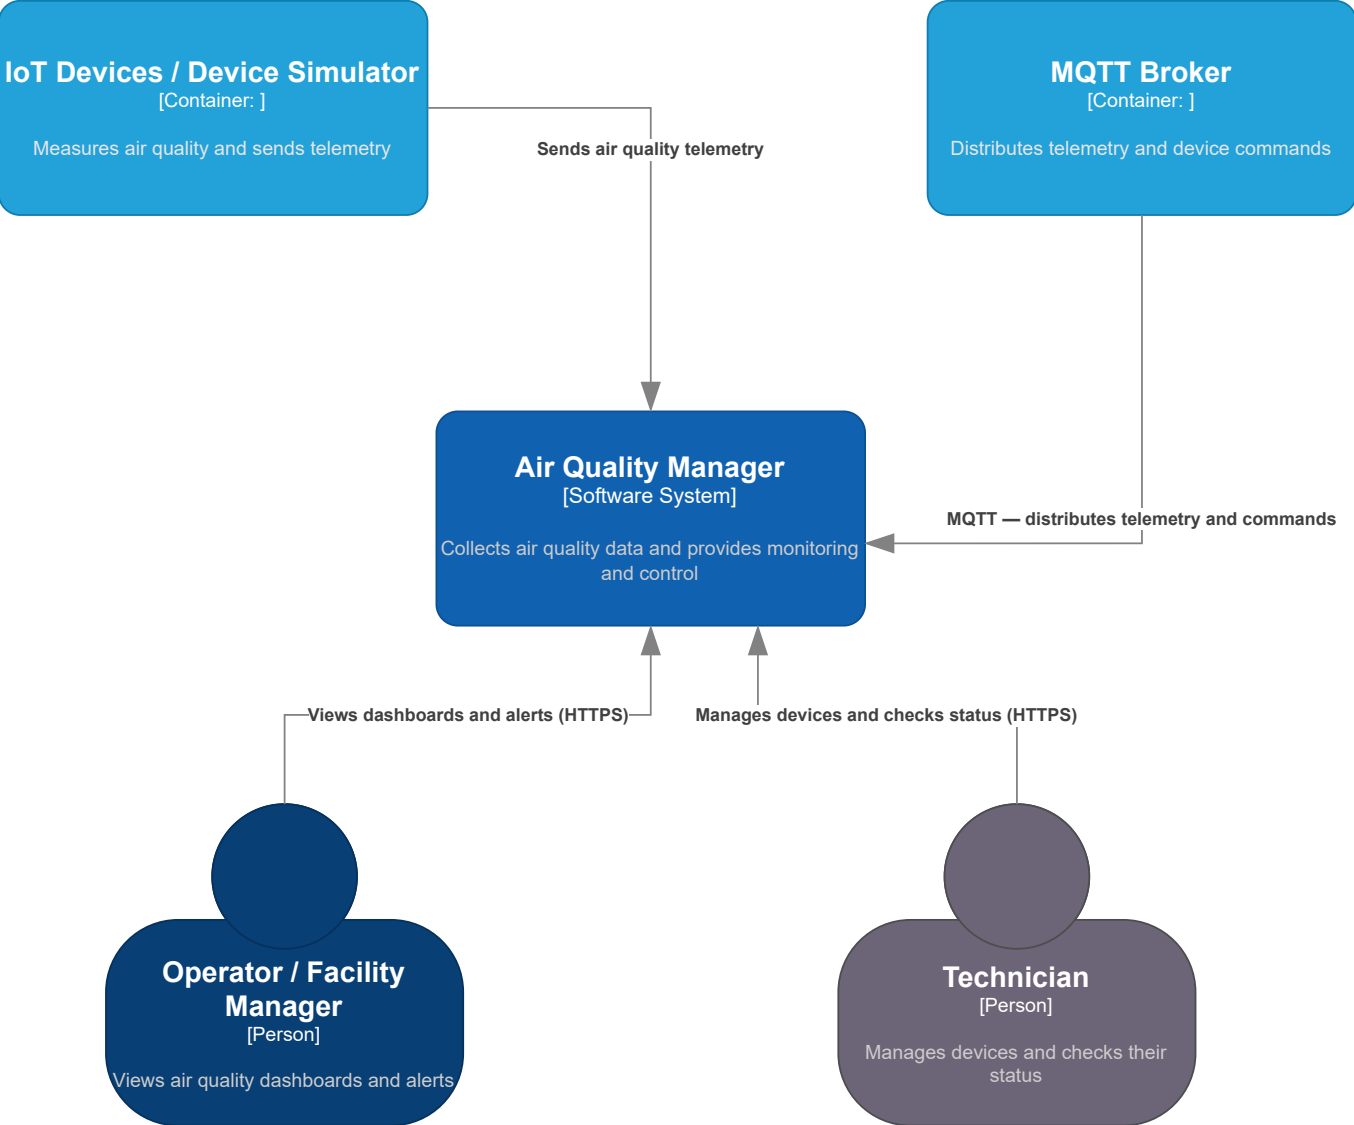 IoT Devices / Device Simulator
[Container: ]
Measures air quality and sends telemetry
MQTT Broker
[Container: ]
Distributes telemetry and device commands
Sends air quality telemetry
Air Quality Manager
[Software System]
Collects air quality data and provides monitoring
and control
MQTT — distributes telemetry and commands
Views dashboards and alerts (HTTPS)
Manages devices and checks status (HTTPS)
Operator / Facility
Manager
[Person]
Views air quality dashboards and alerts
Technician
[Person]
Manages devices and checks their
status